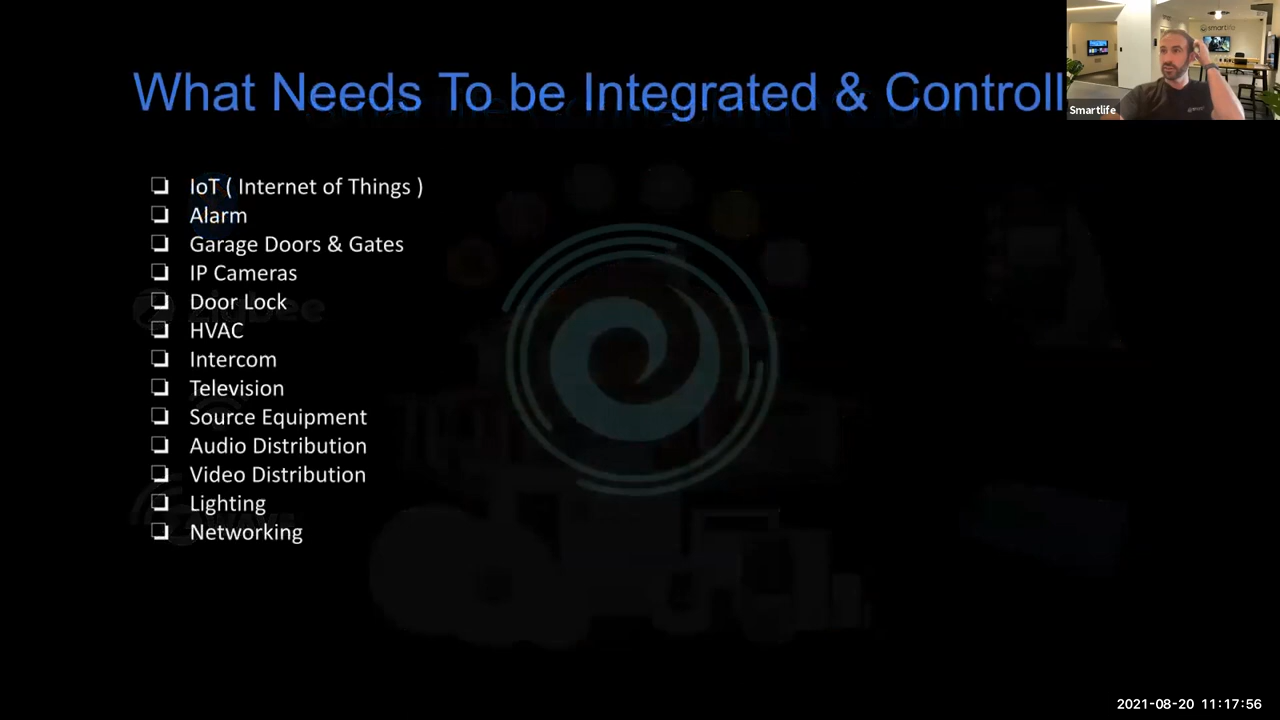 What Needs To be Integrated & Controll
smartlife
Smartlife
IoT ( Internet of Things )
Alarm
Garage Doors & Gates
IP Cameras
Door Lock
HVAC
Intercom
Television
Source Equipment
Audio Distribution
Video Distribution
Lighting
Networking
2021-08-20 11:17:56